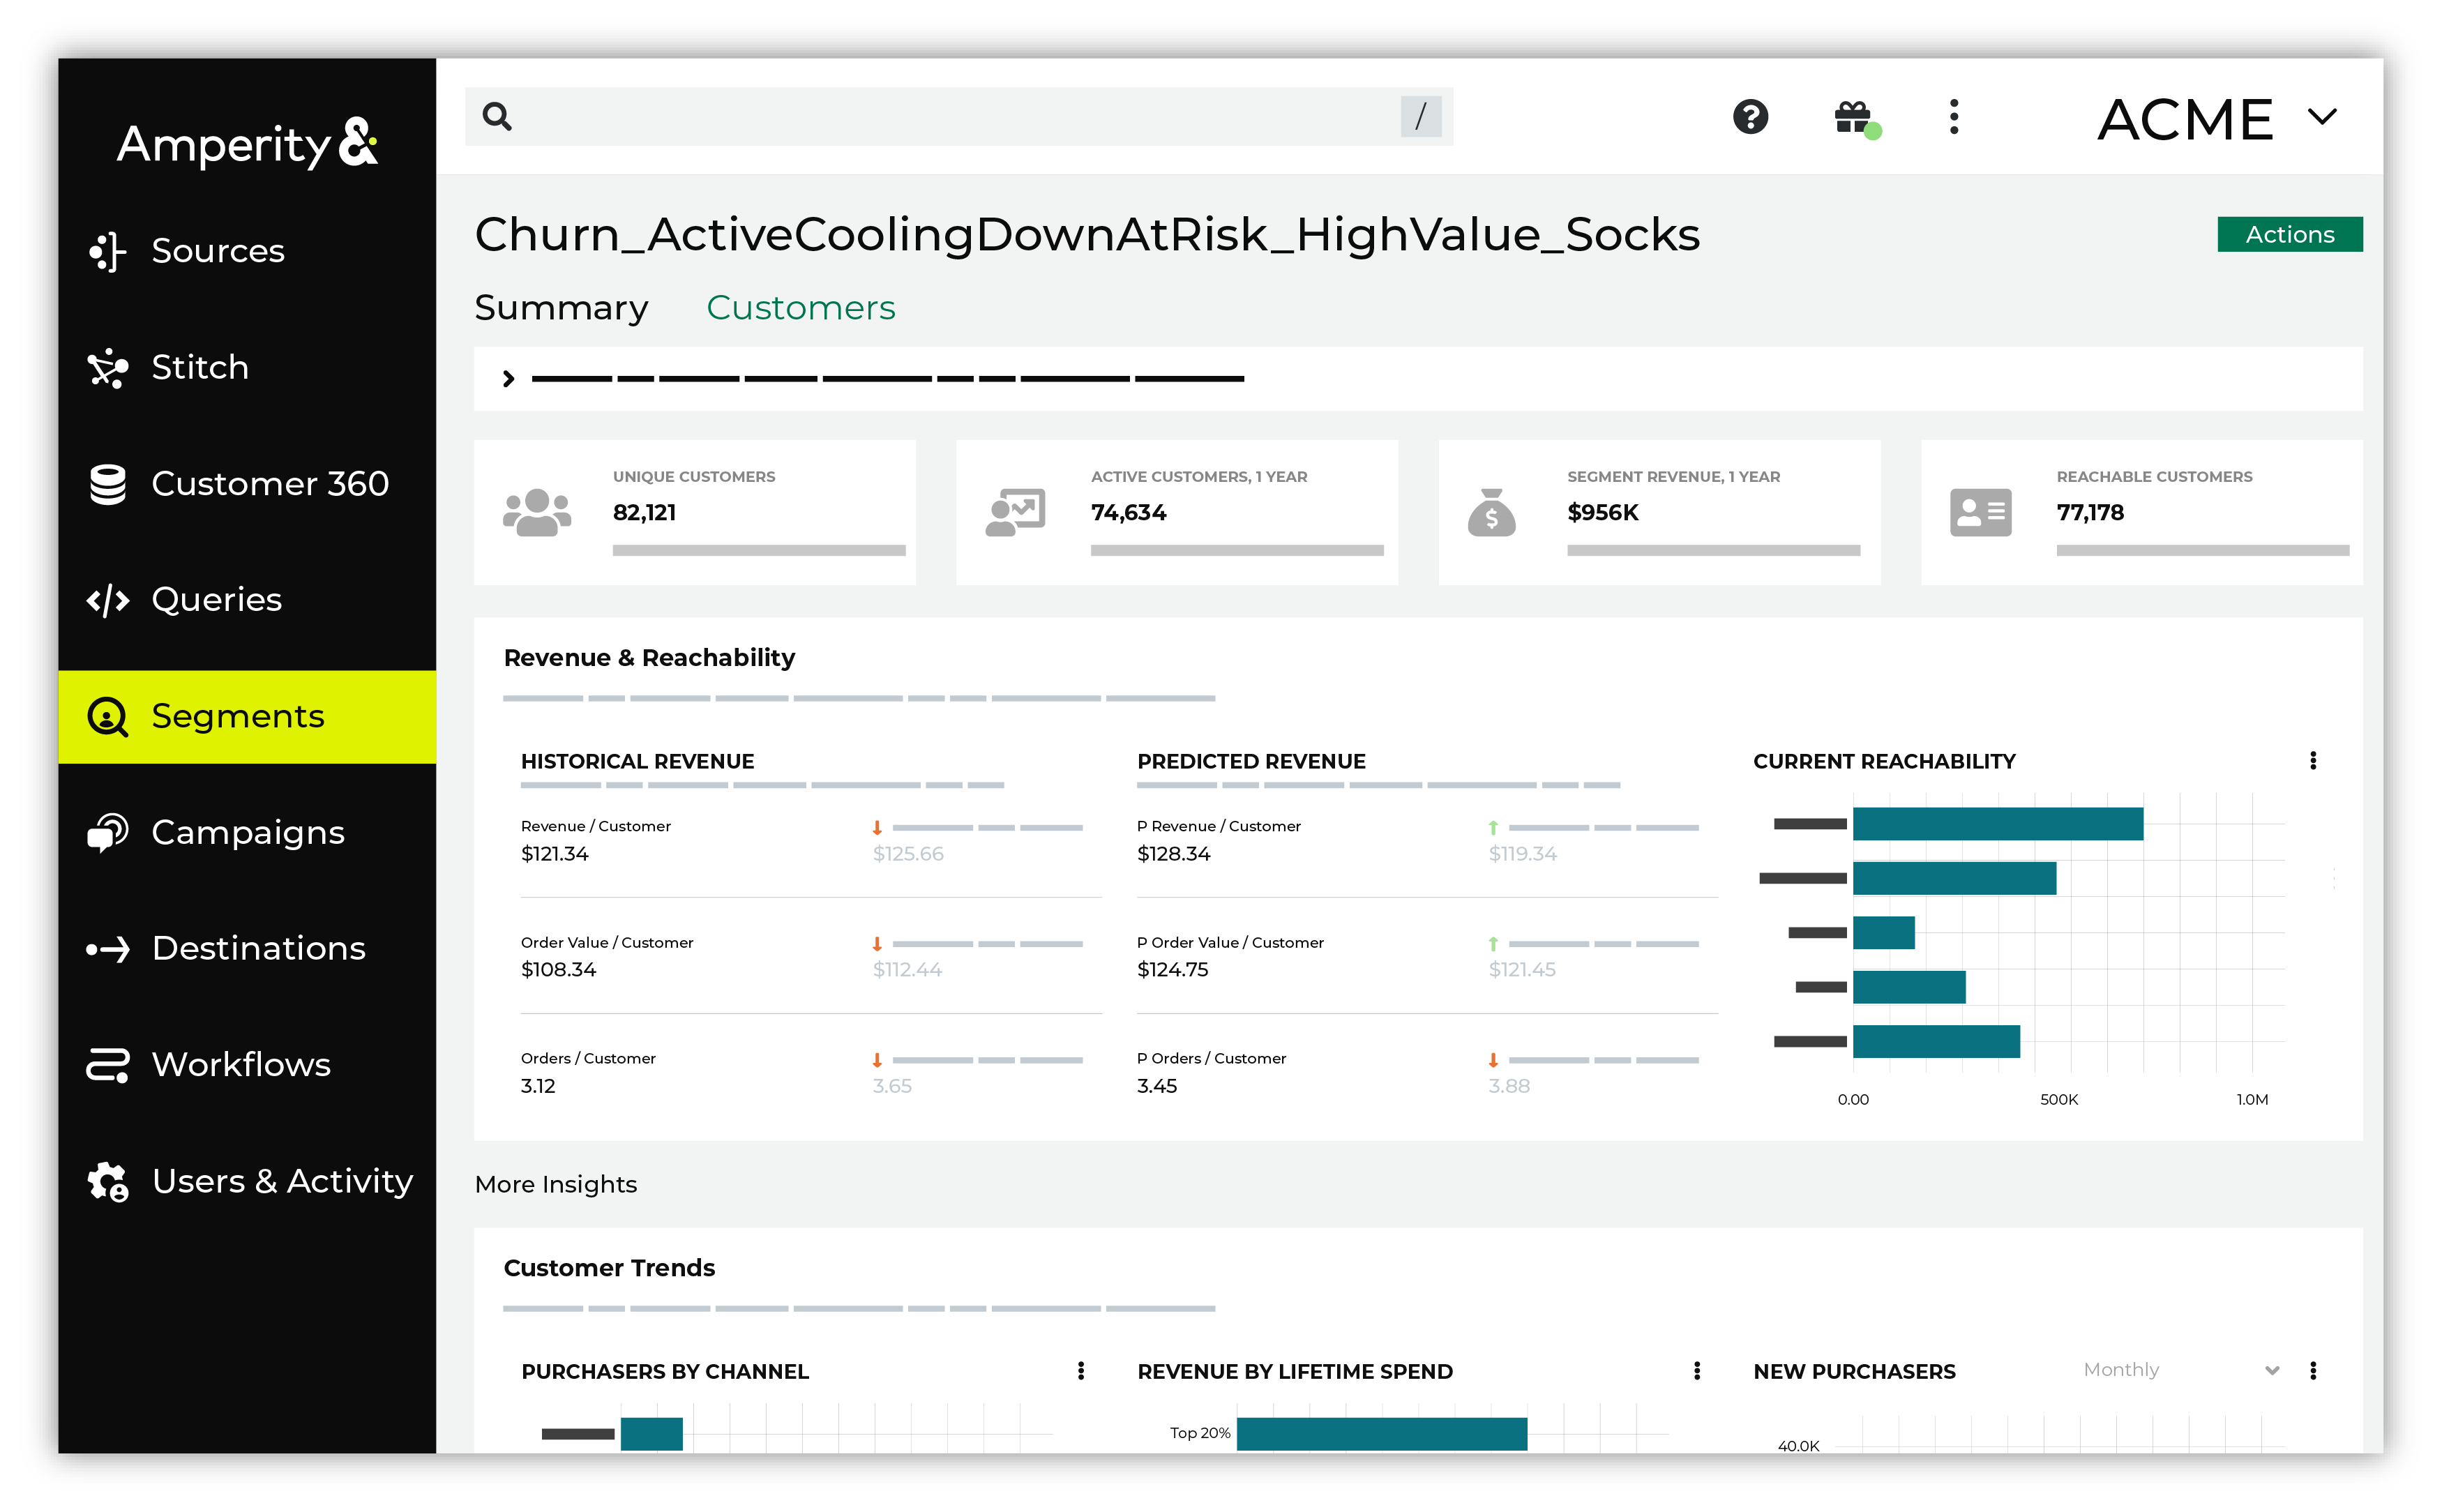 Amperity&
/
ACME
Sources
Stitch
Customer 360
Queries
Segments
Campaigns
Destinations
Workflows
Users & Activity
Churn_ActiveCoolingDownAtRisk_HighValue_Socks
Actions
Summary Customers
UNIQUE CUSTOMERS
82,121
ACTIVE CUSTOMERS, 1 YEAR
74,634
SEGMENT REVENUE, 1 YEAR
$956K
REACHABLE CUSTOMERS
77,178
Revenue & Reachability
HISTORICAL REVENUE
Revenue / Customer
$121.34 $125.66
Order Value / Customer
$108.34 $112.44
Orders / Customer
3.12 3.65
PREDICTED REVENUE
P Revenue / Customer
$128.34 $119.34
P Order Value / Customer
$124.75 $121.45
P Orders / Customer
3.45 3.88
CURRENT REACHABILITY
0.00 500K 1.0M
More Insights
Customer Trends
PURCHASERS BY CHANNEL
REVENUE BY LIFETIME SPEND
Top 20%
NEW PURCHASERS Monthly
40.0K